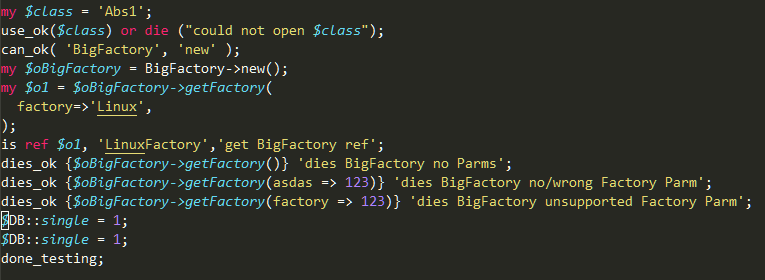 my $class = 'Abs1';
use_ok($class) or die ("could not open $class");
can_ok( 'BigFactory', 'new' );
my $oBigFactory = BigFactory->new();
my $o1 = $oBigFactory->getFactory(
  factory=>'Linux',
);
is ref $o1, 'LinuxFactory','get BigFactory ref';
dies_ok {$oBigFactory->getFactory()} 'dies BigFactory no Parms';
dies_ok {$oBigFactory->getFactory(asdas => 123)} 'dies BigFactory no/wrong Factory Parm';
dies_ok {$oBigFactory->getFactory(factory => 123)} 'dies BigFactory unsupported Factory Parm';
$DB::single = 1;
$DB::single = 1;
done_testing;